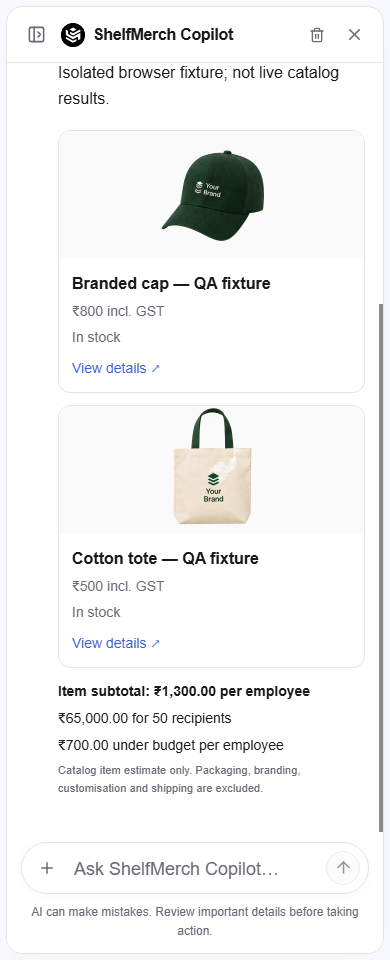 ShelfMerch Copilot
Isolated browser fixture; not live catalog
results.
Your
Brand
Branded cap — QA fixture
₹800 incl. GST
In stock
View details ↗
Your
Brand
Cotton tote — QA fixture
₹500 incl. GST
In stock
View details ↗
Item subtotal: ₹1,300.00 per employee
₹65,000.00 for 50 recipients
₹700.00 under budget per employee
Catalog item estimate only. Packaging, branding,
customisation and shipping are excluded.
Ask ShelfMerch Copilot…
AI can make mistakes. Review important details before taking
action.